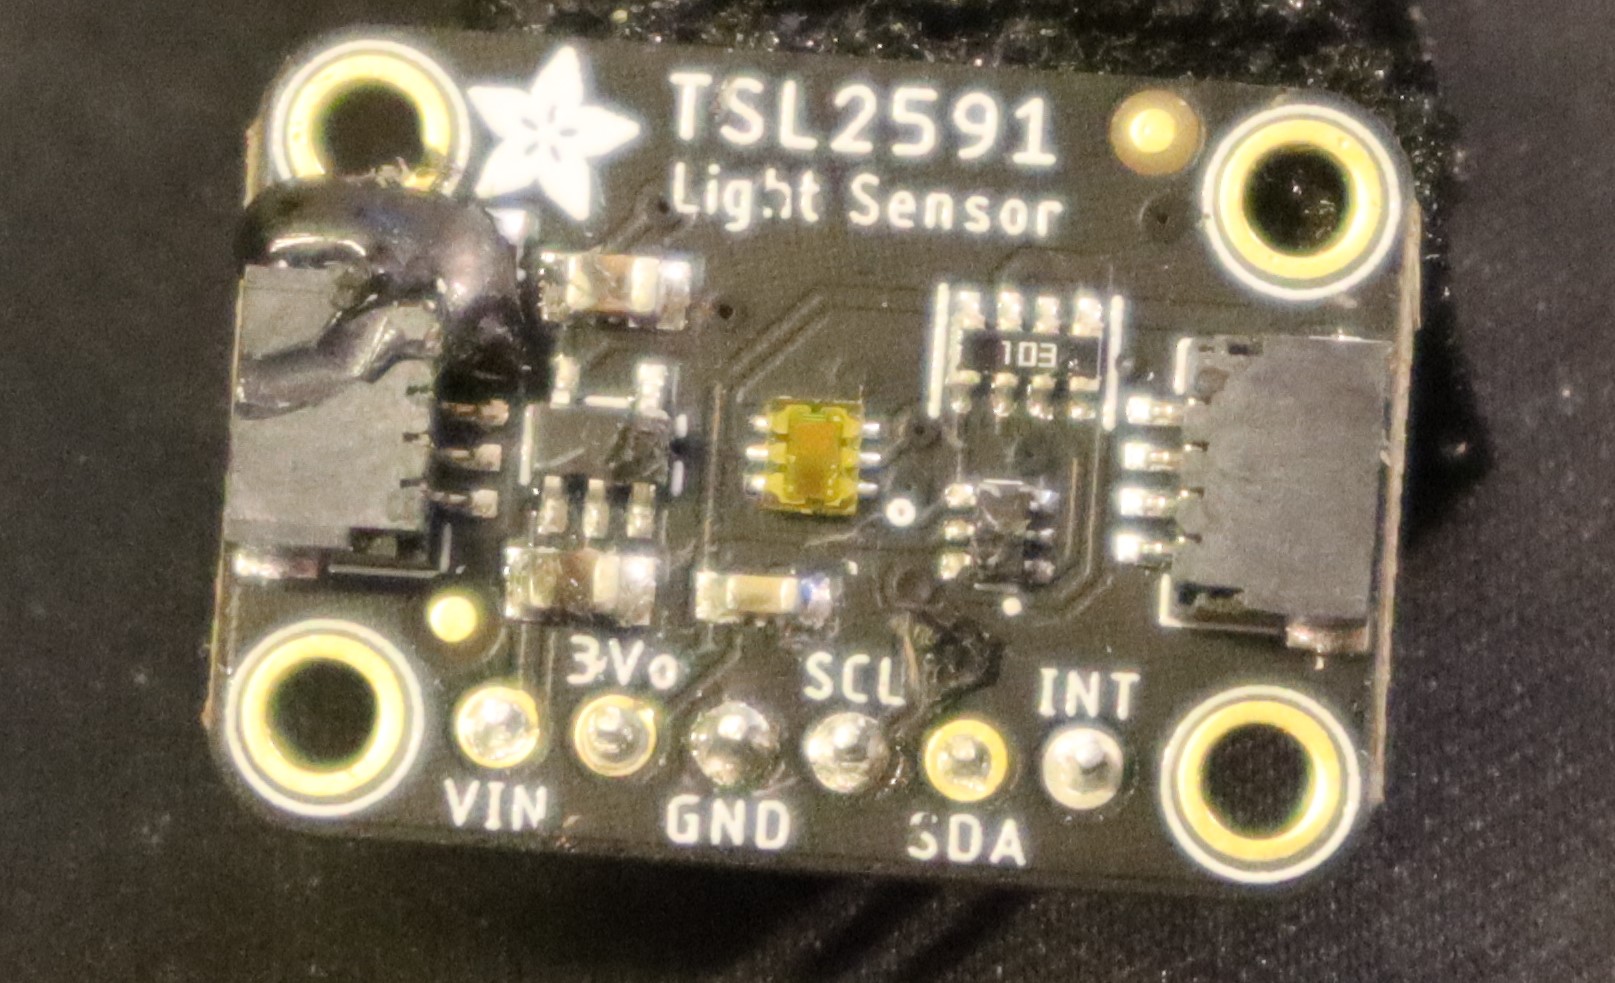 TSL2591
Light Sensor
103
3Vo
SCL
INT
VIN
GND
SDA